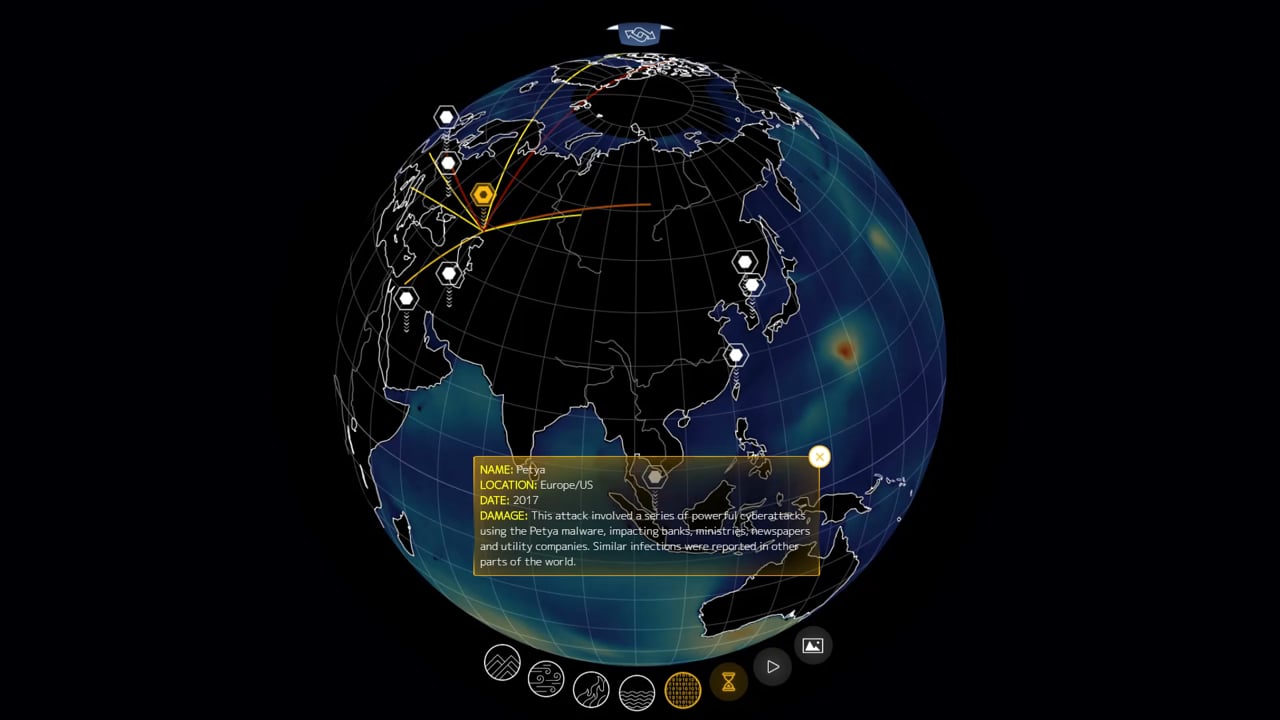 NAME: Petya
LOCATION: Europe/US
DATE: 2017
DAMAGE: This attack involved a series of powerful cyberattacks
using the Petya malware, impacting banks, ministries, newspapers
and utility companies. Similar infections were reported in other
parts of the world.